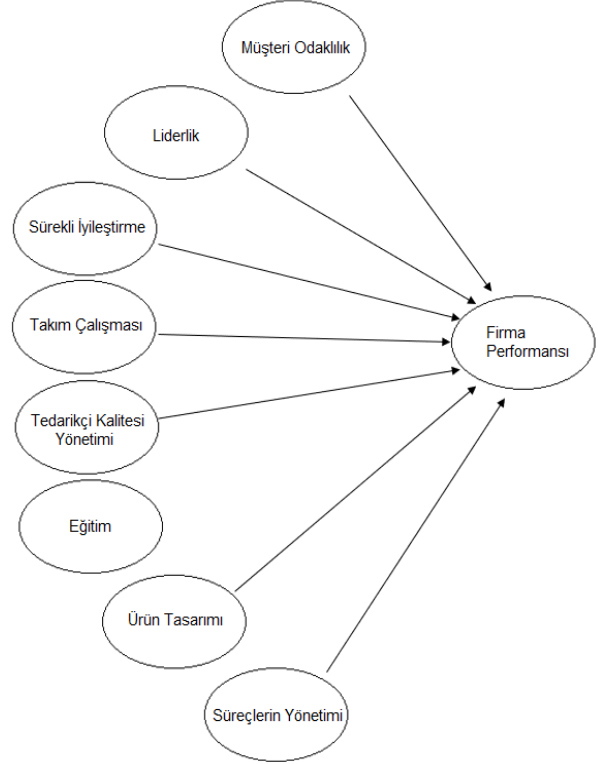 Müşteri Odaklılık
Liderlik
Sürekli İyileştirme
Takım Çalışması
Firma
Performansı
Tedarikçi Kalitesi
Yönetimi
Eğitim
Ürün Tasarımı
Süreçlerin Yönetimi